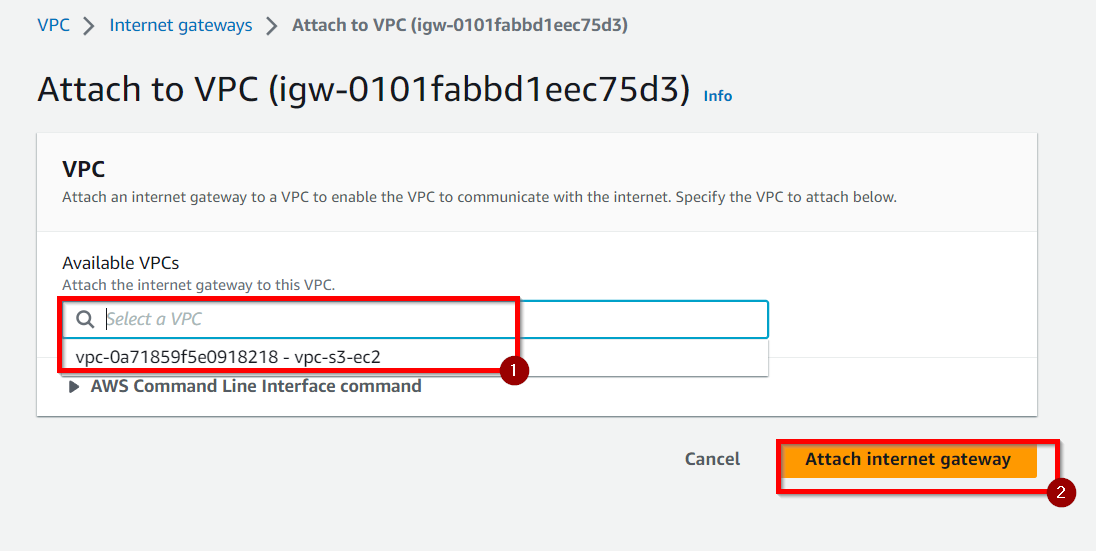 VPC > Internet gateways > Attach to VPC (igw-0101fabbd1eec75d3)
Attach to VPC (igw-0101fabbd1eec75d3) Info
VPC
Attach an internet gateway to a VPC to enable the VPC to communicate with the internet. Specify the VPC to attach below.
Available VPCs
Attach the internet gateway to this VPC.
Select a VPC
vpc-0a71859f5e0918218 - vpc-s3-ec2
1
AWS Command Line Interface command
Cancel
Attach internet gateway
2